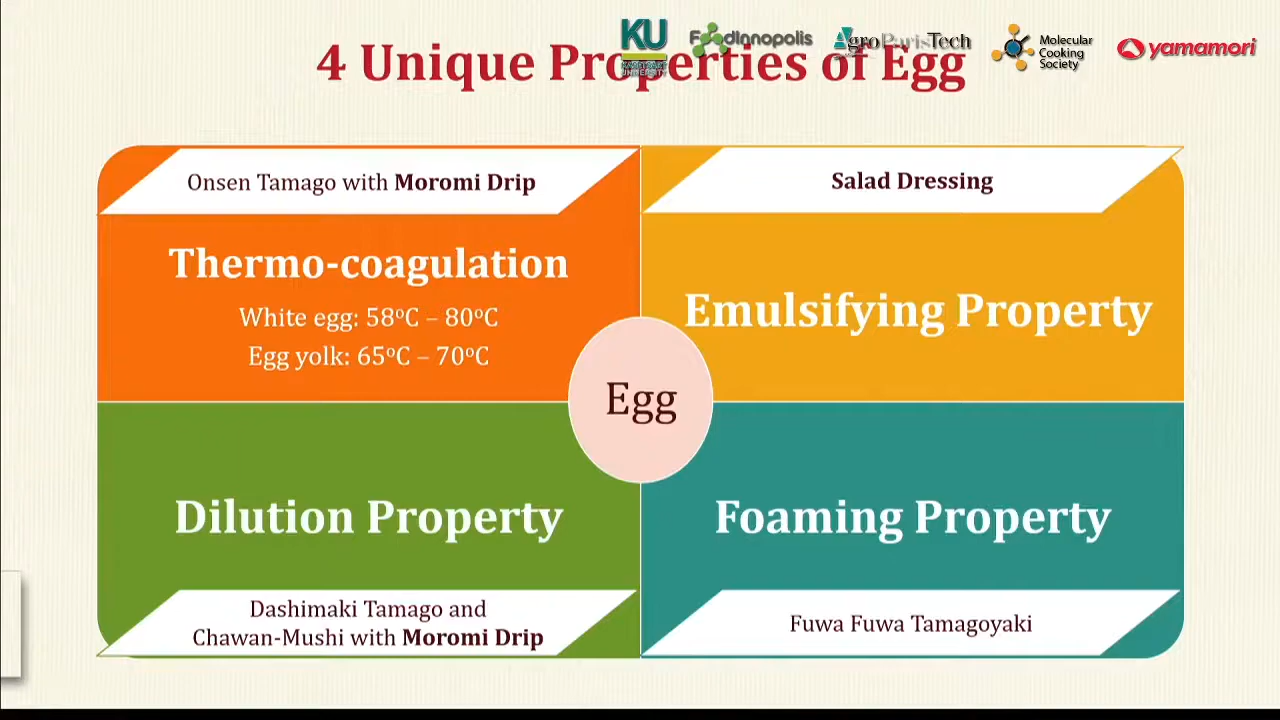 KU
KASETSART
UNIVERSITY
Foodinnopolis
AgroParisTech
Molecular
Cooking
Society
yamamori
4 Unique Properties of Egg
Onsen Tamago with Moromi Drip
Salad Dressing
Thermo-coagulation
White egg: 58ºC – 80ºC
Egg yolk: 65ºC – 70ºC
Emulsifying Property
Egg
Dilution Property
Foaming Property
Dashimaki Tamago and
Chawan-Mushi with Moromi Drip
Fuwa Fuwa Tamagoyaki